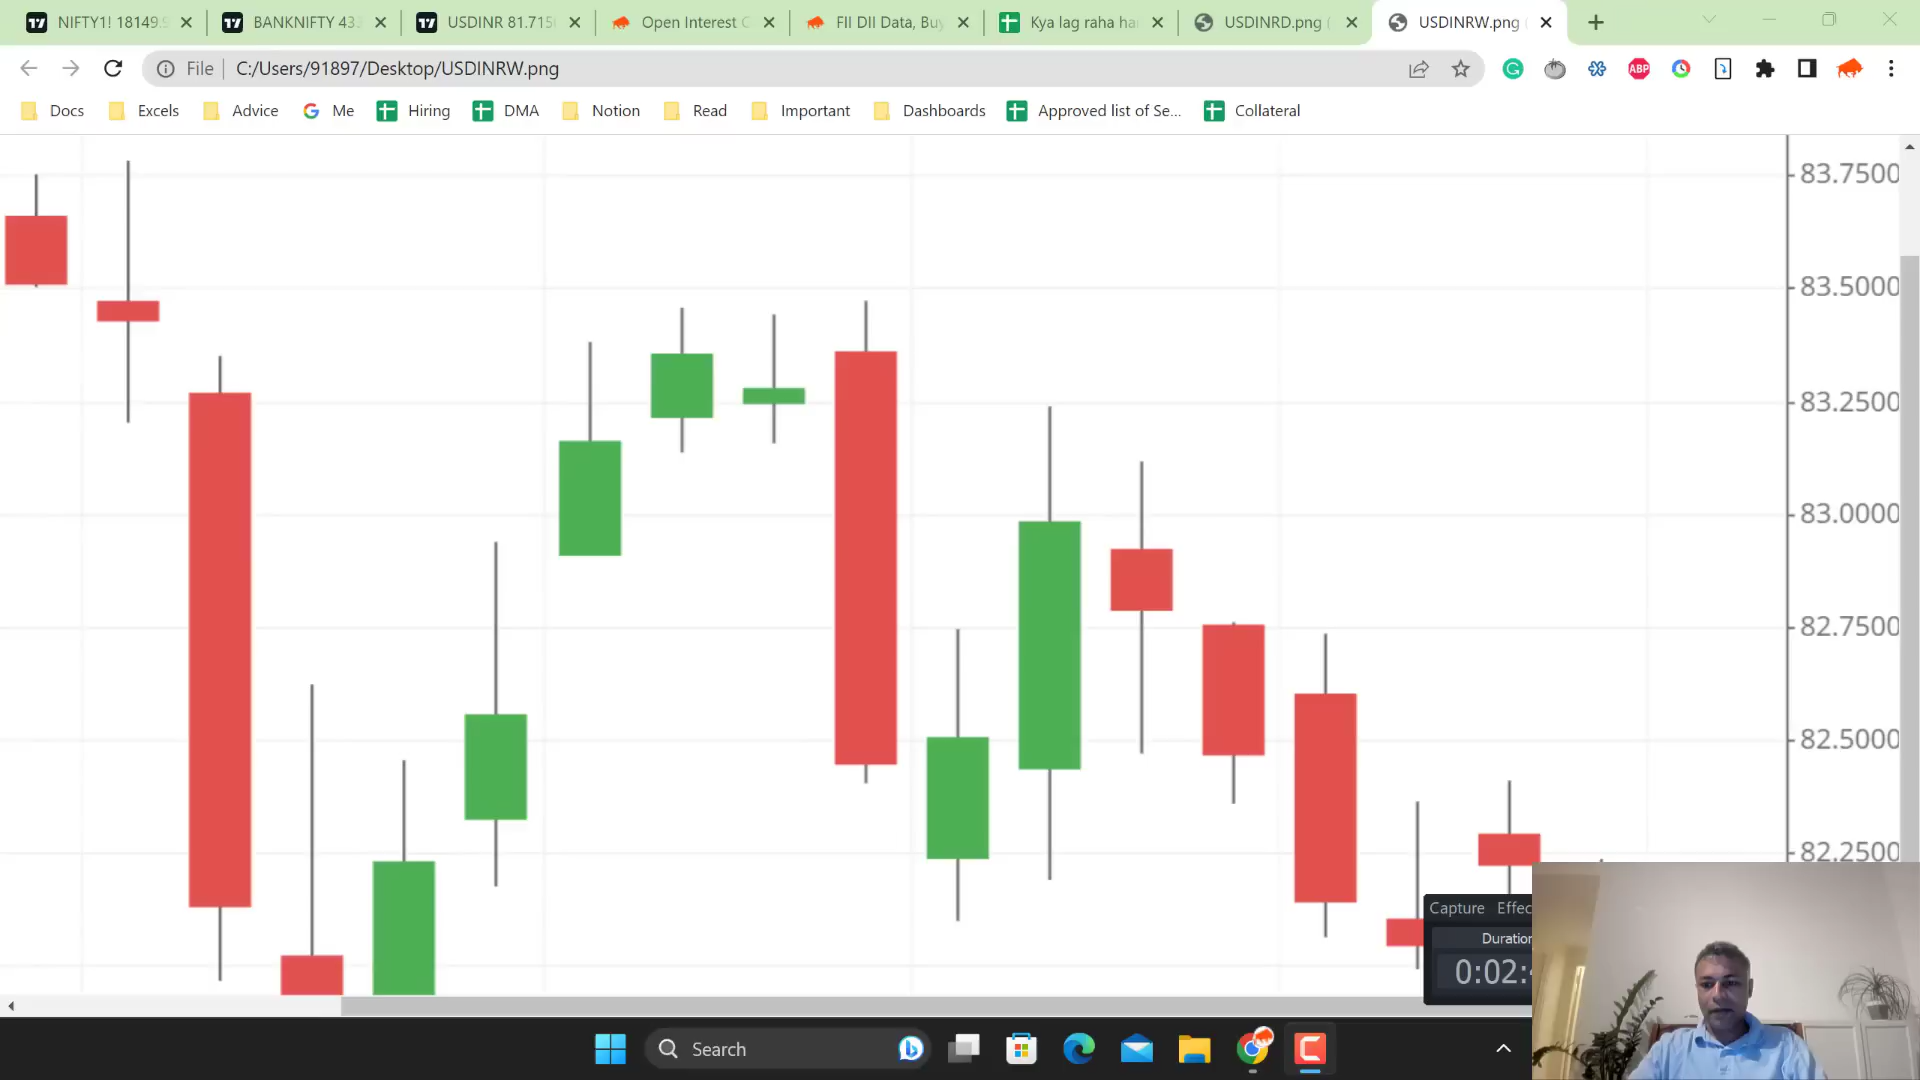 NIFTY1! 18149.9
BANKNIFTY 43
USDINR 81.715
Open Interest C
FII DII Data, Buy
Kya lag raha hai
USDINRD.png
USDINRW.png
File
C:/Users/91897/Desktop/USDINRW.png
ABP
Docs
Excels
Advice
Me
Hiring
DMA
Notion
Read
Important
Dashboards
Approved list of Se...
Collateral
83.7500
83.5000
83.2500
83.0000
82.7500
82.5000
82.2500
Capture Effec
Duration
0:02:
Search